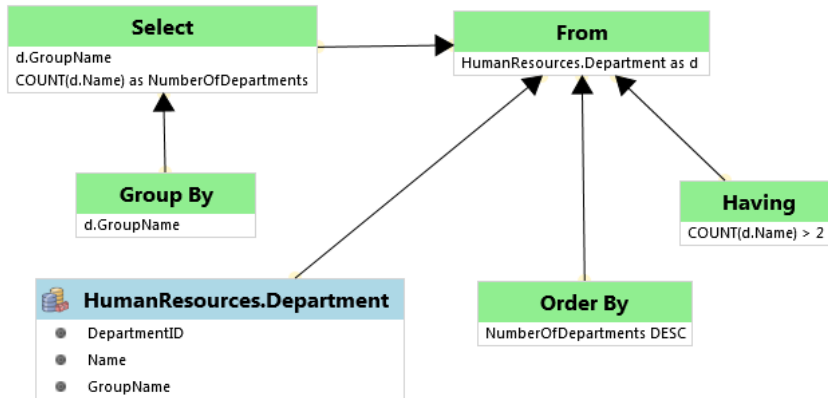 Select
d.GroupName
COUNT(d.Name) as NumberOfDepartments
From
HumanResources.Department as d
Group By
d.GroupName
Having
COUNT(d.Name) > 2
HumanResources.Department
DepartmentID
Name
GroupName
Order By
NumberOfDepartments DESC